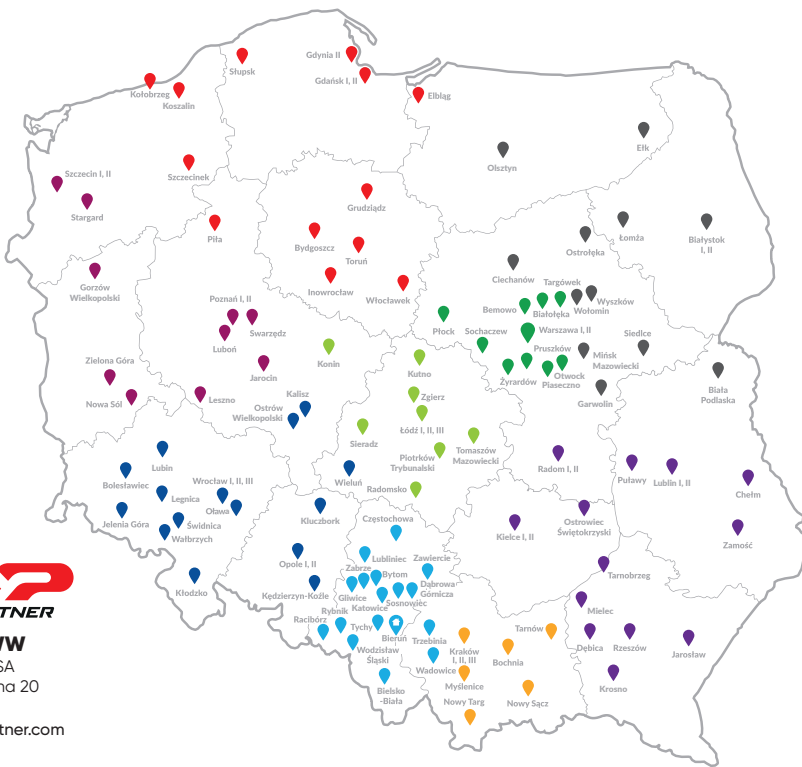 Gdynia II
Słupsk
Gdańsk I, II
Kołobrzeg
Koszalin
Elbląg
Ełk
Olsztyn
Szczecin I, II
Szczecinek
Stargard
Grudziądz
Piła
Bydgoszcz
Toruń
Ostrołęka
Łomża
Białystok
I, II
Gorzów
Wielkopolski
Inowrocław
Włocławek
Ciechanów
Targówek
Wyszków
Bemowo
Białołęka
Wołomin
Poznań I, II
Swarzędz
Luboń
Płock
Sochaczew
Warszawa I, II
Siedlce
Pruszków
Mińsk
Mazowiecki
Konin
Kutno
Zielona Góra
Jarocin
Żyrardów
Otwock
Piaseczno
Biała
Podlaska
Nowa Sól
Leszno
Kalisz
Ostrów
Wielkopolski
Zgierz
Garwolin
Sieradz
Łódź I, II, III
Tomaszów
Mazowiecki
Piotrków
Trybunalski
Radom I, II
Lubin
Bolesławiec
Wrocław I, II, III
Wieluń
Radomsko
Puławy
Lublin I, II
Chełm
Legnica
Oława
Jelenia Góra
Świdnica
Wałbrzych
Kluczbork
Częstochowa
Kielce I, II
Ostrowiec
Świętokrzyski
Zamość
Opole I, II
Lubliniec
Zawiercie
Zabrze
Bytom
Dąbrowa
Górnicza
Kłodzko
Kędzierzyn-Koźle
Gliwice
Katowice
Sosnowiec
Tarnobrzeg
Rybnik
Racibórz
Tychy
Bieruń
Trzebinia
Mielec
Tarnów
Kraków
I, II, III
Bochnia
Dębica
Rzeszów
Jarosław
Wodzisław
Śląski
Wadowice
Myślenice
Krosno
Bielsko
-Biała
Nowy Targ
Nowy Sącz
TNER
W
SA
na 20
tner.com